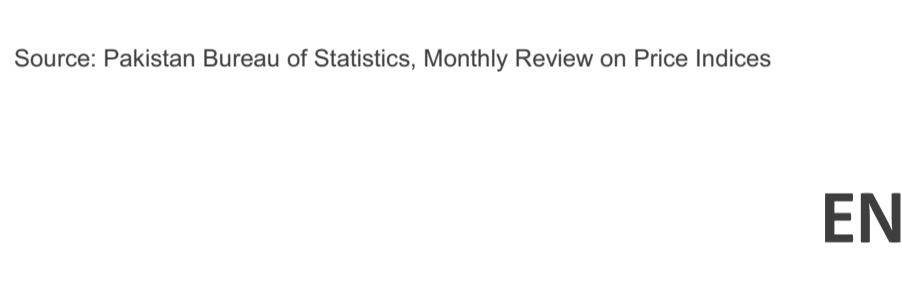 Source: Pakistan Bureau of Statistics, Monthly Review on Price Indices
EN